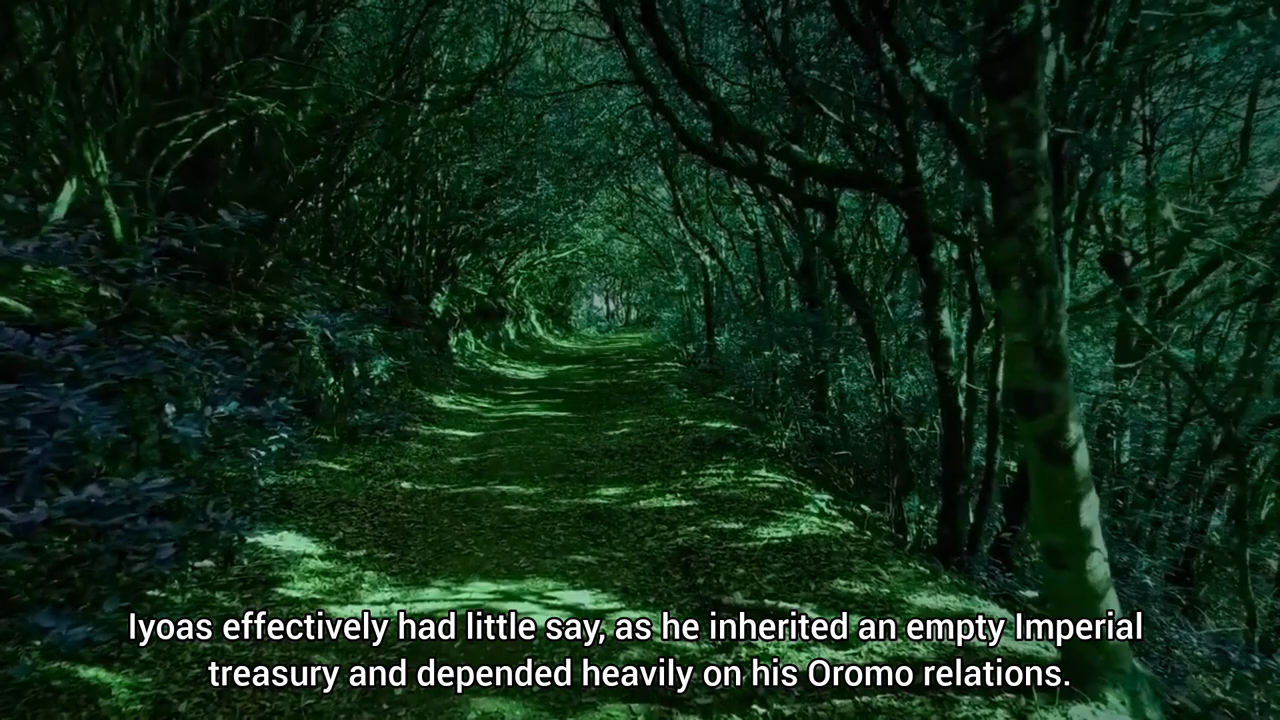 Iyoas effectively had little say, as he inherited an empty Imperial
treasury and depended heavily on his Oromo relations.